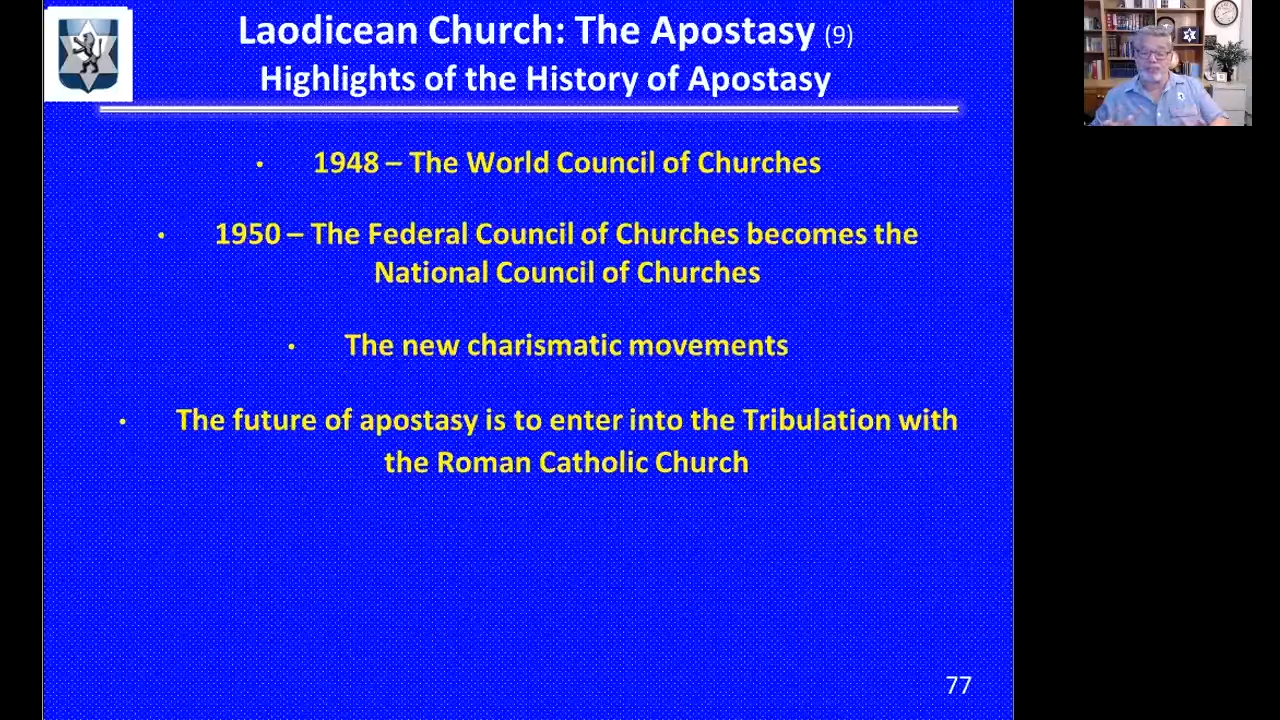 Laodicean Church: The Apostasy (9)
Highlights of the History of Apostasy
• 1948 – The World Council of Churches
• 1950 – The Federal Council of Churches becomes the
National Council of Churches
• The new charismatic movements
• The future of apostasy is to enter into the Tribulation with
the Roman Catholic Church
77